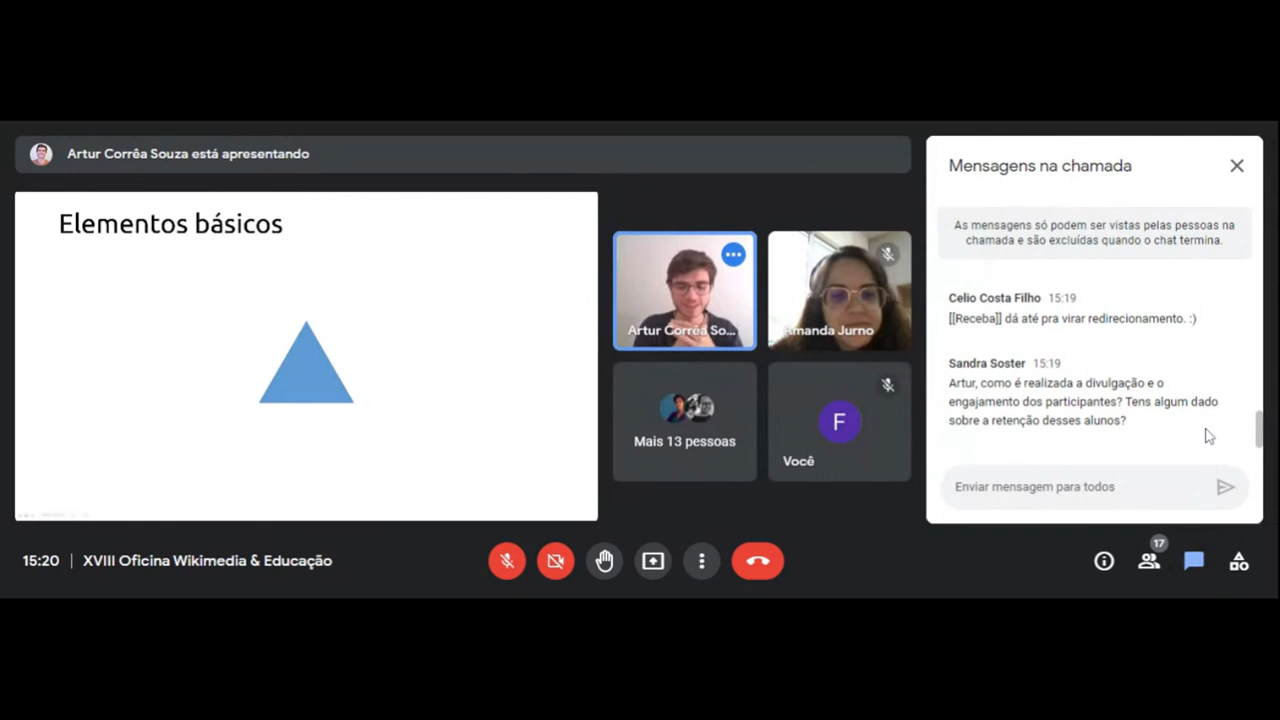 Artur Corrêa Souza está apresentando
Elementos básicos
Artur Corrêa So...
Amanda Jurno
Mais 13 pessoas
F
Você
Mensagens na chamada
As mensagens só podem ser vistas pelas pessoas na
chamada e são excluídas quando o chat termina.
Celio Costa Filho 15:19
[[Receba]] dá até pra virar redirecionamento. :)
Sandra Soster 15:19
Artur, como é realizada a divulgação e o
engajamento dos participantes? Tens algum dado
sobre a retenção desses alunos?
Enviar mensagem para todos
15:20 | XVIII Oficina Wikimedia & Educação
17